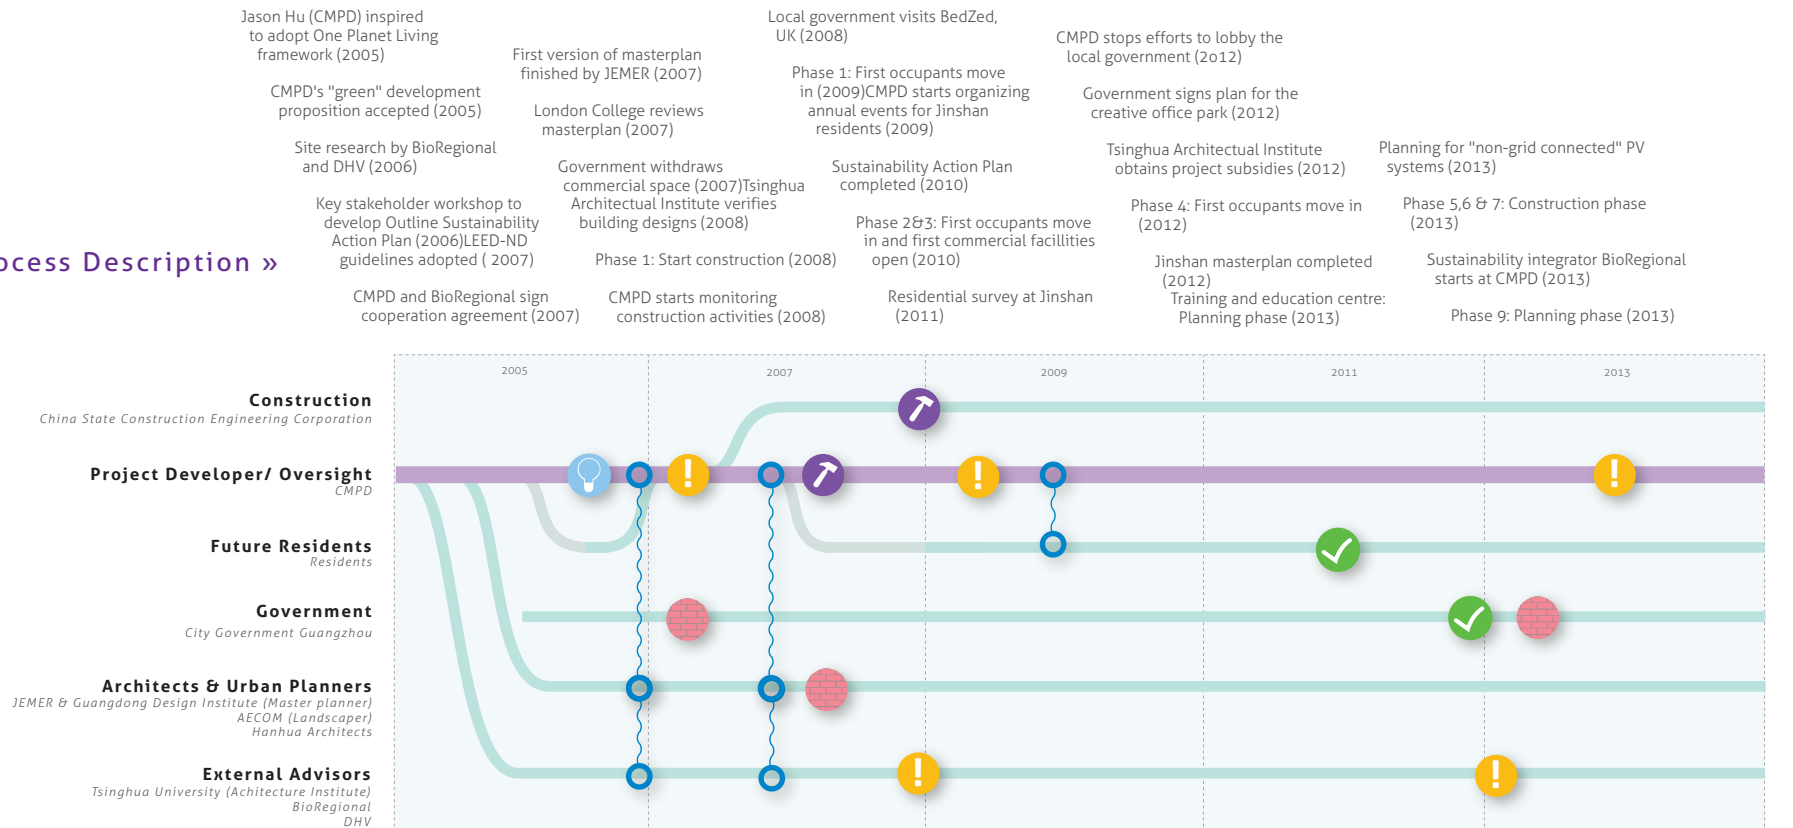 Jason Hu (CMPD) inspired
to adopt One Planet Living
framework (2005)
CMPD's "green" development
proposition accepted (2005)
Site research by BioRegional
and DHV (2006)
Key stakeholder workshop to
develop Outline Sustainability
Action Plan (2006)LEED-ND
guidelines adopted ( 2007)
CMPD and BioRegional sign
cooperation agreement (2007)
First version of masterplan
finished by JEMER (2007)
London College reviews
masterplan (2007)
Government withdraws
commercial space (2007)Tsinghua
Architectual Institute verifies
building designs (2008)
Phase 1: Start construction (2008)
CMPD starts monitoring
construction activities (2008)
Local government visits BedZed,
UK (2008)
Phase 1: First occupants move
in (2009)CMPD starts organizing
annual events for Jinshan
residents (2009)
Sustainability Action Plan
completed (2010)
Phase 2&3: First occupants move
in and first commercial facillities
open (2010)
Residential survey at Jinshan
(2011)
CMPD stops efforts to lobby the
local government (2o12)
Government signs plan for the
creative office park (2012)
Tsinghua Architectual Institute
obtains project subsidies (2012)
Phase 4: First occupants move in
(2012)
Jinshan masterplan completed
(2012)
Training and education centre:
Planning phase (2013)
Planning for "non-grid connected" PV
systems (2013)
Phase 5,6 & 7: Construction phase
(2013)
Sustainability integrator BioRegional
starts at CMPD (2013)
Phase 9: Planning phase (2013)
ocess Description »
2005 2007 2009 2011 2013
Construction
China State Construction Engineering Corporation
Project Developer/ Oversight
CMPD
! ! !
Future Residents
Residents
Government
City Government Guangzhou
Architects & Urban Planners
JEMER & Guangdong Design Institute (Master planner)
AECOM (Landscaper)
Hanhua Architects
External Advisors
Tsinghua University (Achitecture Institute)
BioRegional
DHV
! !